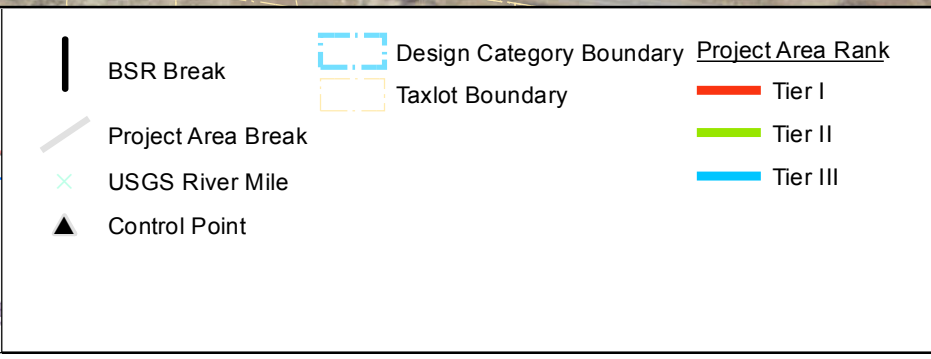 BSR Break
Project Area Break
USGS River Mile
Control Point
Design Category Boundary
Taxlot Boundary
Project Area Rank
Tier I
Tier II
Tier III